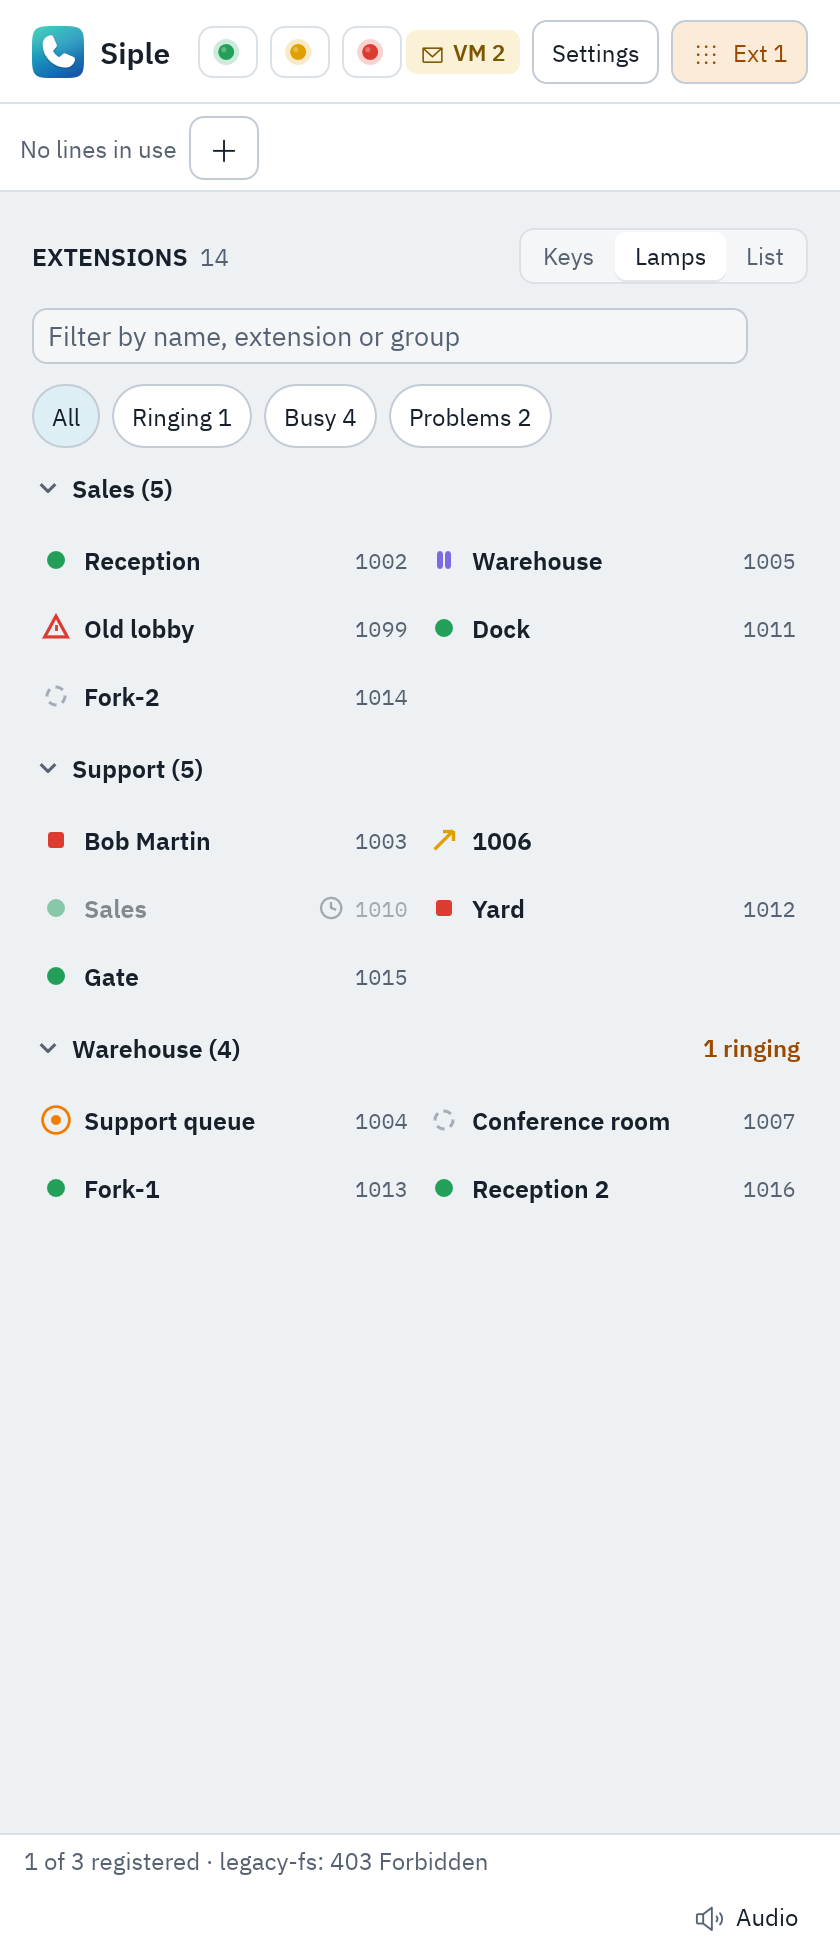 Siple VM 2 Settings Ext 1
No lines in use
EXTENSIONS 14 Keys Lamps List
Filter by name, extension or group
All Ringing 1 Busy 4 Problems 2
Sales (5)
Reception 1002 Warehouse 1005
Old lobby 1099 Dock 1011
Fork-2 1014
Support (5)
Bob Martin 1003 1006
Sales 1010 Yard 1012
Gate 1015
Warehouse (4) 1 ringing
Support queue 1004 Conference room 1007
Fork-1 1013 Reception 2 1016
1 of 3 registered · legacy-fs: 403 Forbidden
Audio